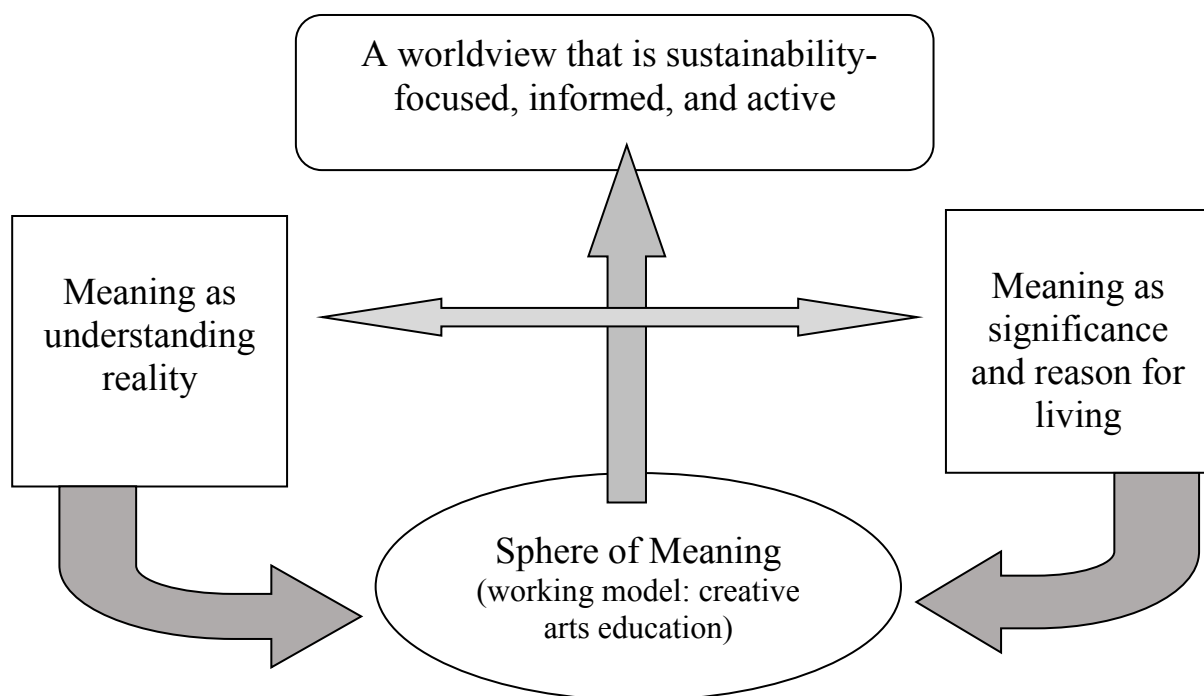 A worldview that is sustainability-
focused, informed, and active
Meaning as
understanding
reality
Meaning as
significance
and reason for
living
Sphere of Meaning
(working model: creative
arts education)